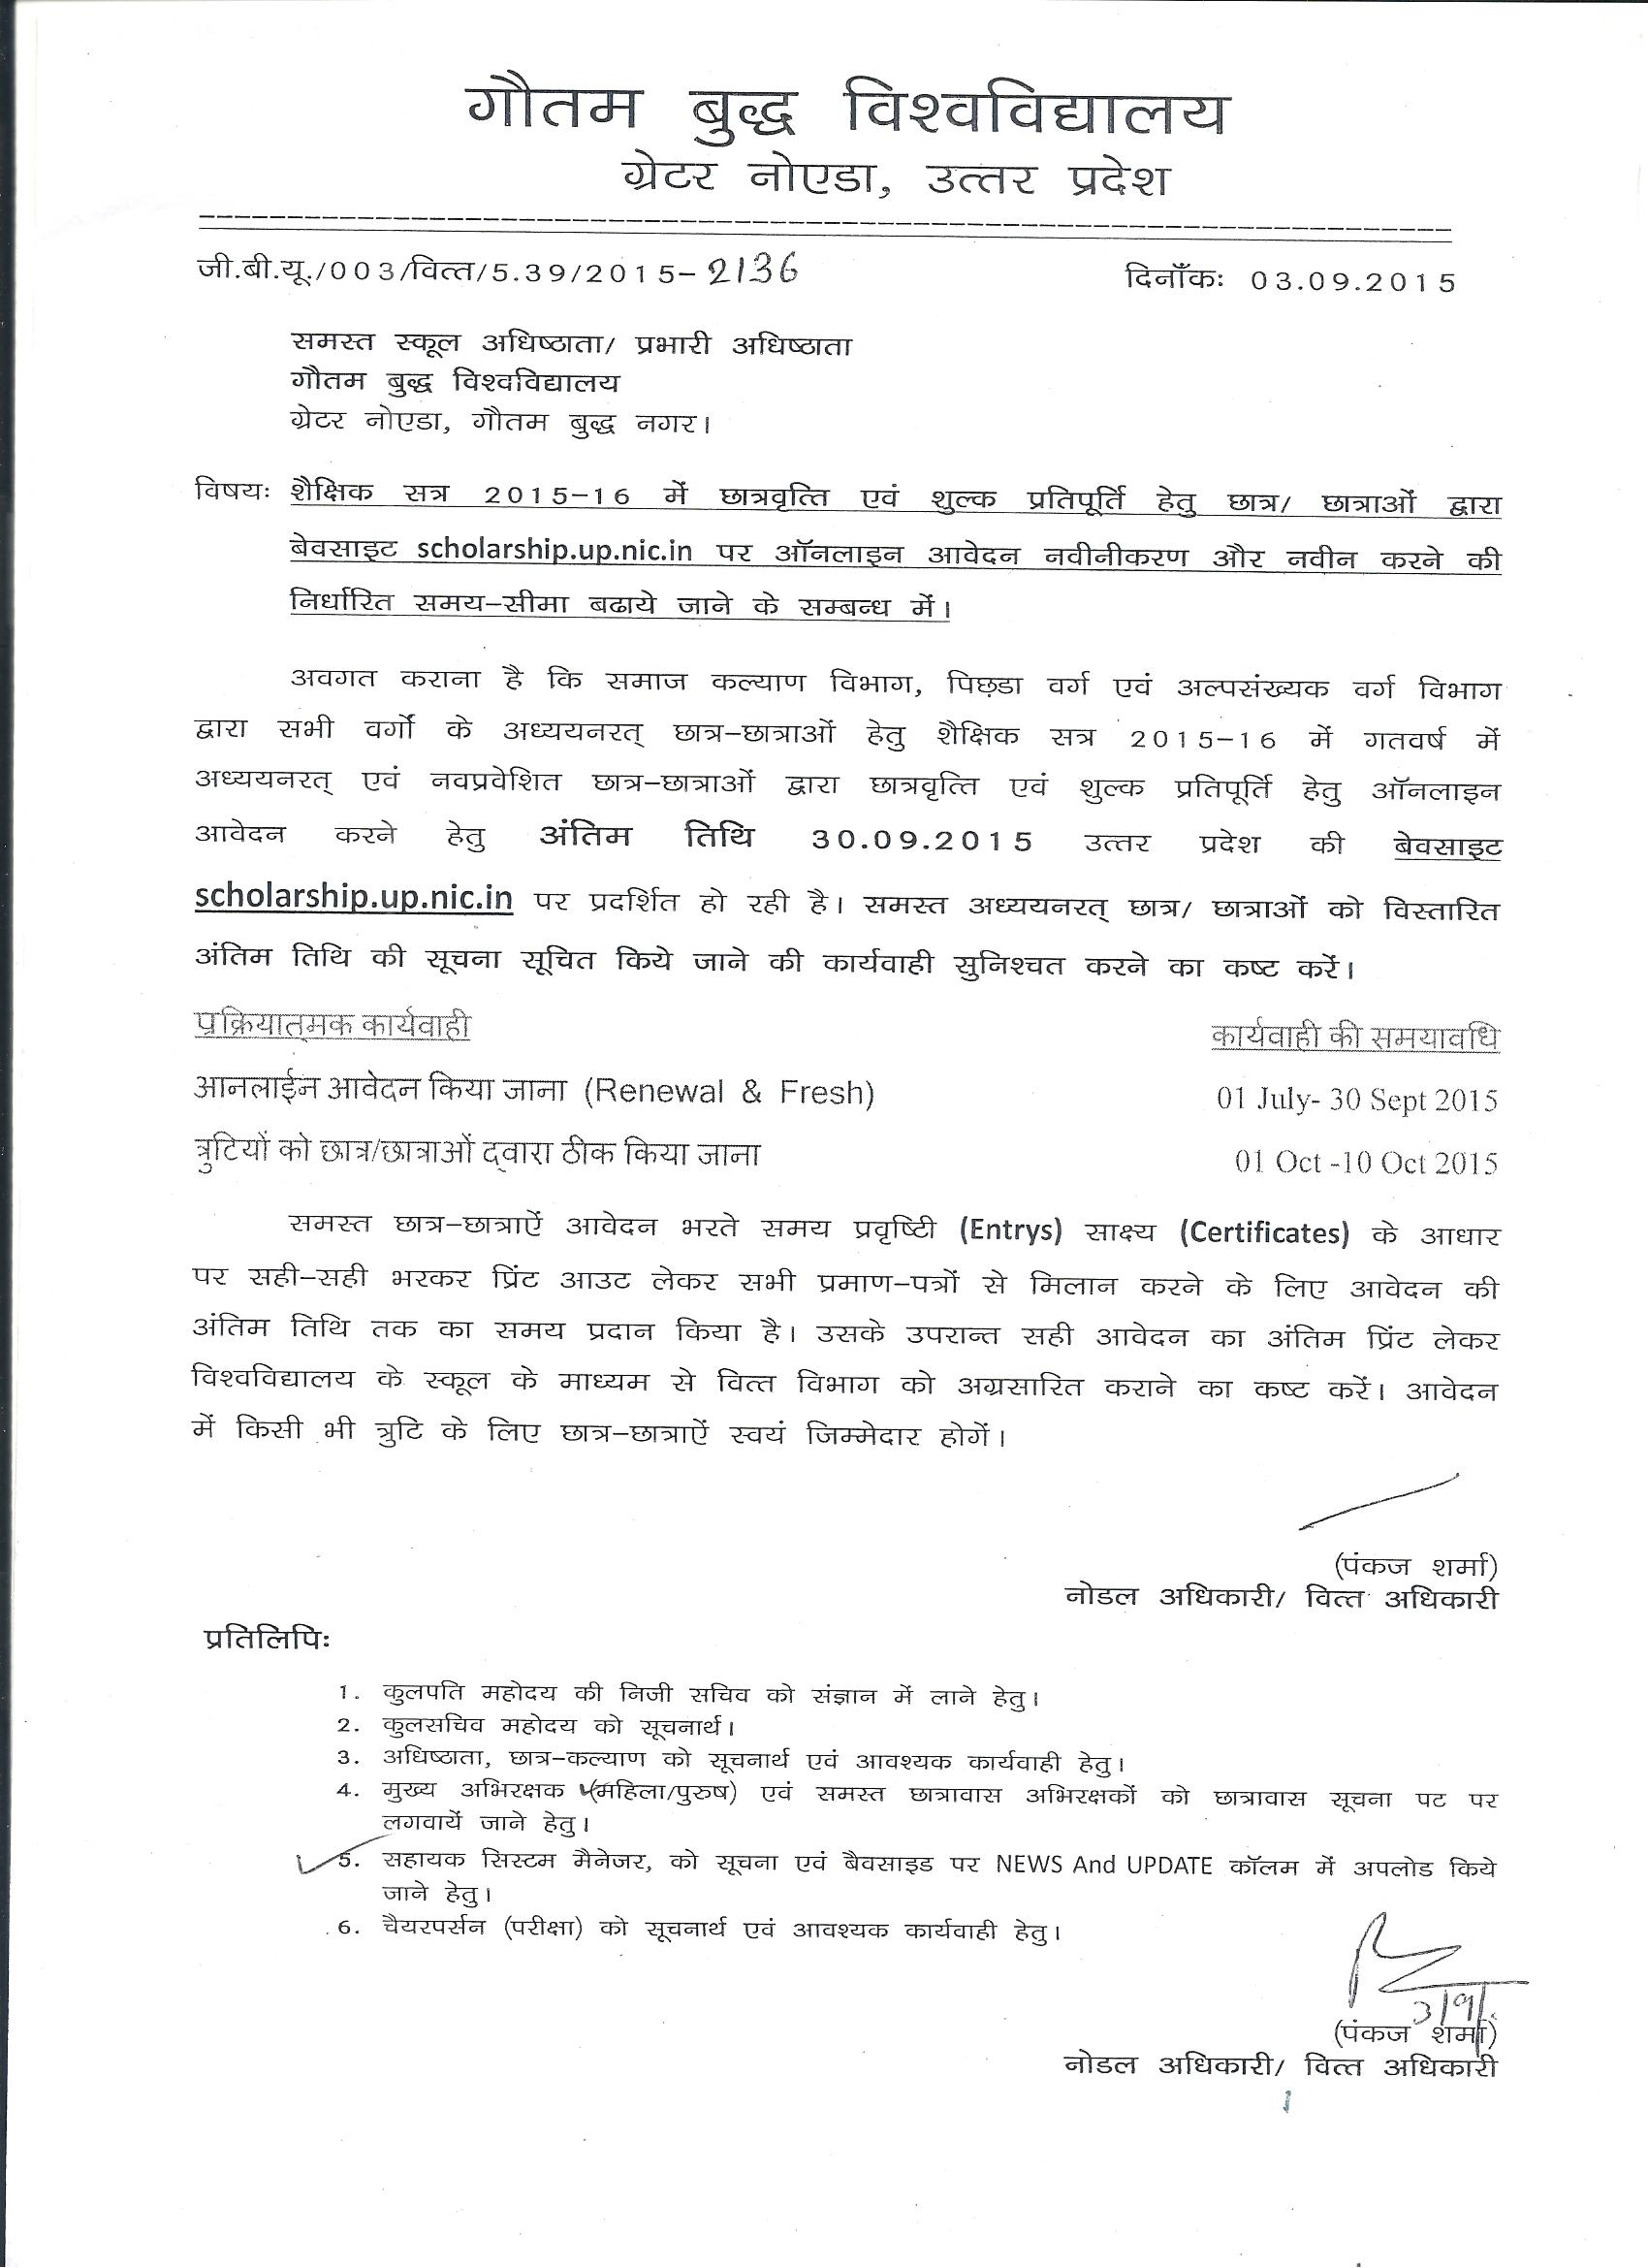 गौतम बुद्ध विश्वविद्यालय
ग्रेटर नोएडा, उत्तर प्रदेश
जी.बी.यू./003/वित्त/5.39/2015-2136 दिनाँकः 03.09.2015
समस्त स्कूल अधिष्ठाता/ प्रभारी अधिष्ठाता
गौतम बुद्ध विश्वविद्यालय
ग्रेटर नोएडा, गौतम बुद्ध नगर।
विषयः शैक्षिक सत्र 2015-16 में छात्रवृत्ति एवं शुल्क प्रतिपूर्ति हेतु छात्र/ छात्राओं द्वारा
बेवसाइट scholarship.up.nic.in पर ऑनलाइन आवेदन नवीनीकरण और नवीन करने की
निर्धारित समय-सीमा बढाये जाने के सम्बन्ध में।
अवगत कराना है कि समाज कल्याण विभाग, पिछड़ा वर्ग एवं अल्पसंख्यक वर्ग विभाग
द्वारा सभी वर्गों के अध्ययनरत् छात्र-छात्राओं हेतु शैक्षिक सत्र 2015-16 में गतवर्ष में
अध्ययनरत् एवं नवप्रवेशित छात्र-छात्राओं द्वारा छात्रवृत्ति एवं शुल्क प्रतिपूर्ति हेतु ऑनलाइन
आवेदन करने हेतु अंतिम तिथि 30.09.2015 उत्तर प्रदेश की बेवसाइट
scholarship.up.nic.in पर प्रदर्शित हो रही है। समस्त अध्ययनरत् छात्र/ छात्राओं को विस्तारित
अंतिम तिथि की सूचना सूचित किये जाने की कार्यवाही सुनिश्चत करने का कष्ट करें।
प्रक्रियात्मक कार्यवाही कार्यवाही की समयावधि
आनलाईन आवेदन किया जाना (Renewal & Fresh) 01 July- 30 Sept 2015
त्रुटियों को छात्र/छात्राओं द्वारा ठीक किया जाना 01 Oct -10 Oct 2015
समस्त छात्र-छात्राऐं आवेदन भरते समय प्रवृष्टिी (Entrys) साक्ष्य (Certificates) के आधार
पर सही-सही भरकर प्रिंट आउट लेकर सभी प्रमाण-पत्रों से मिलान करने के लिए आवेदन की
अंतिम तिथि तक का समय प्रदान किया है। उसके उपरान्त सही आवेदन का अंतिम प्रिंट लेकर
विश्वविद्यालय के स्कूल के माध्यम से वित्त विभाग को अग्रसारित कराने का कष्ट करें। आवेदन
में किसी भी त्रुटि के लिए छात्र-छात्राऐं स्वयं जिम्मेदार होगें।
(पंकज शर्मा)
नोडल अधिकारी/ वित्त अधिकारी
प्रतिलिपिः
1. कुलपति महोदय की निजी सचिव को संज्ञान में लाने हेतु।
2. कुलसचिव महोदय को सूचनार्थ।
3. अधिष्ठाता, छात्र-कल्याण को सूचनार्थ एवं आवश्यक कार्यवाही हेतु।
4. मुख्य अभिरक्षक (महिला/पुरुष) एवं समस्त छात्रावास अभिरक्षकों को छात्रावास सूचना पट पर
लगवायें जाने हेतु।
5. सहायक सिस्टम मैनेजर, को सूचना एवं बैवसाइड पर NEWS And UPDATE कॉलम में अपलोड किये
जाने हेतु।
6. चैयरपर्सन (परीक्षा) को सूचनार्थ एवं आवश्यक कार्यवाही हेतु।
3/9/
(पंकज शर्मा)
नोडल अधिकारी/ वित्त अधिकारी
1